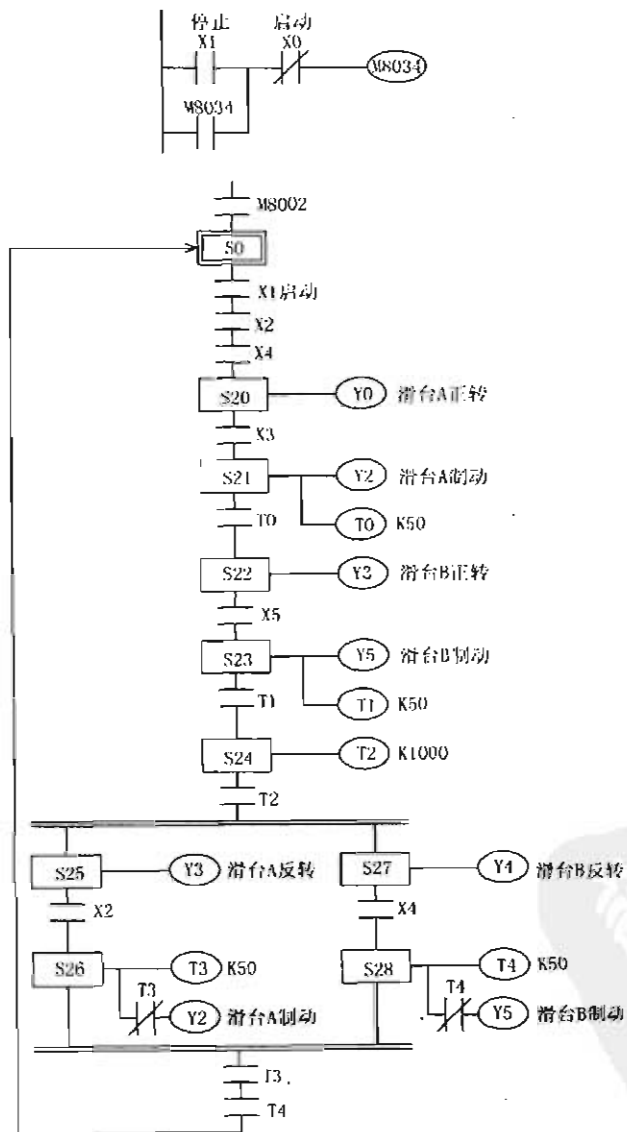 停止 启动
X1 X0
M8034
M8034
M8002
S0
X1启动
X2
X4
S20 Y0 滑台A正转
X3
S21 Y2 滑台A制动
T0 T0 K50
S22 Y3 滑台B正转
X5
S23 Y5 滑台B制动
T1 T1 K50
S24 T2 K1000
T2
S25 Y3 滑台A反转 S27 Y4 滑台B反转
X2 X4
S26 T3 K50 S28 T4 K50
T3 Y2 滑台A制动 T4 Y5 滑台B制动
T3
T4